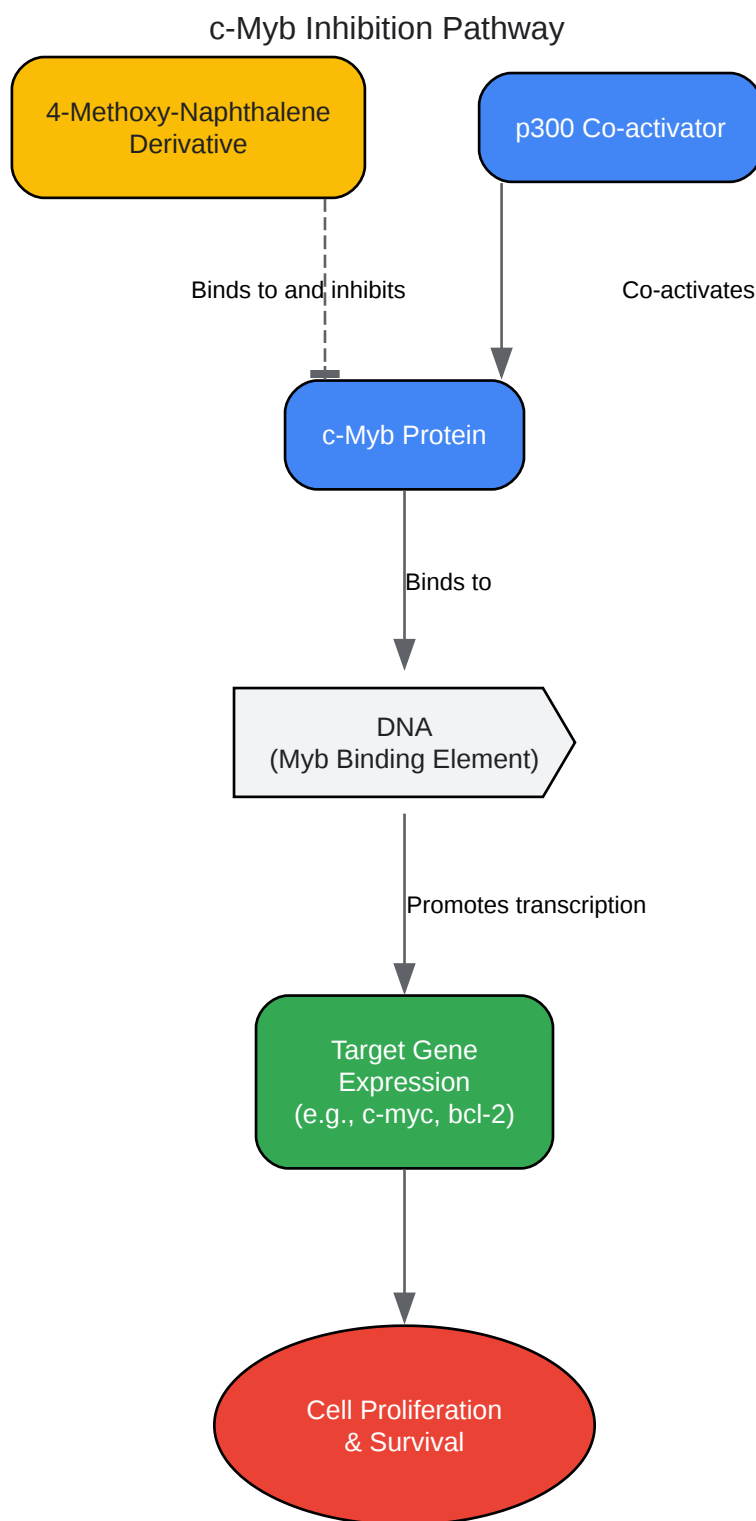 c-Myb Inhibition Pathway
4-Methoxy-Naphthalene
Derivative
p300 Co-activator
Binds to and inhibits
Co-activates
c-Myb Protein
Binds to
DNA
(Myb Binding Element)
Promotes transcription
Target Gene
Expression
(e.g., c-myc, bcl-2)
Cell Proliferation
& Survival